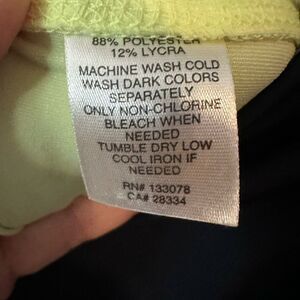 88% POLYESTER
12% LYCRA
MACHINE WASH COLD
WASH DARK COLORS
SEPARATELY
ONLY NON-CHLORINE
BLEACH WHEN
NEEDED
TUMBLE DRY LOW
COOL IRON IF
NEEDED
RN# 133078
CA# 28334